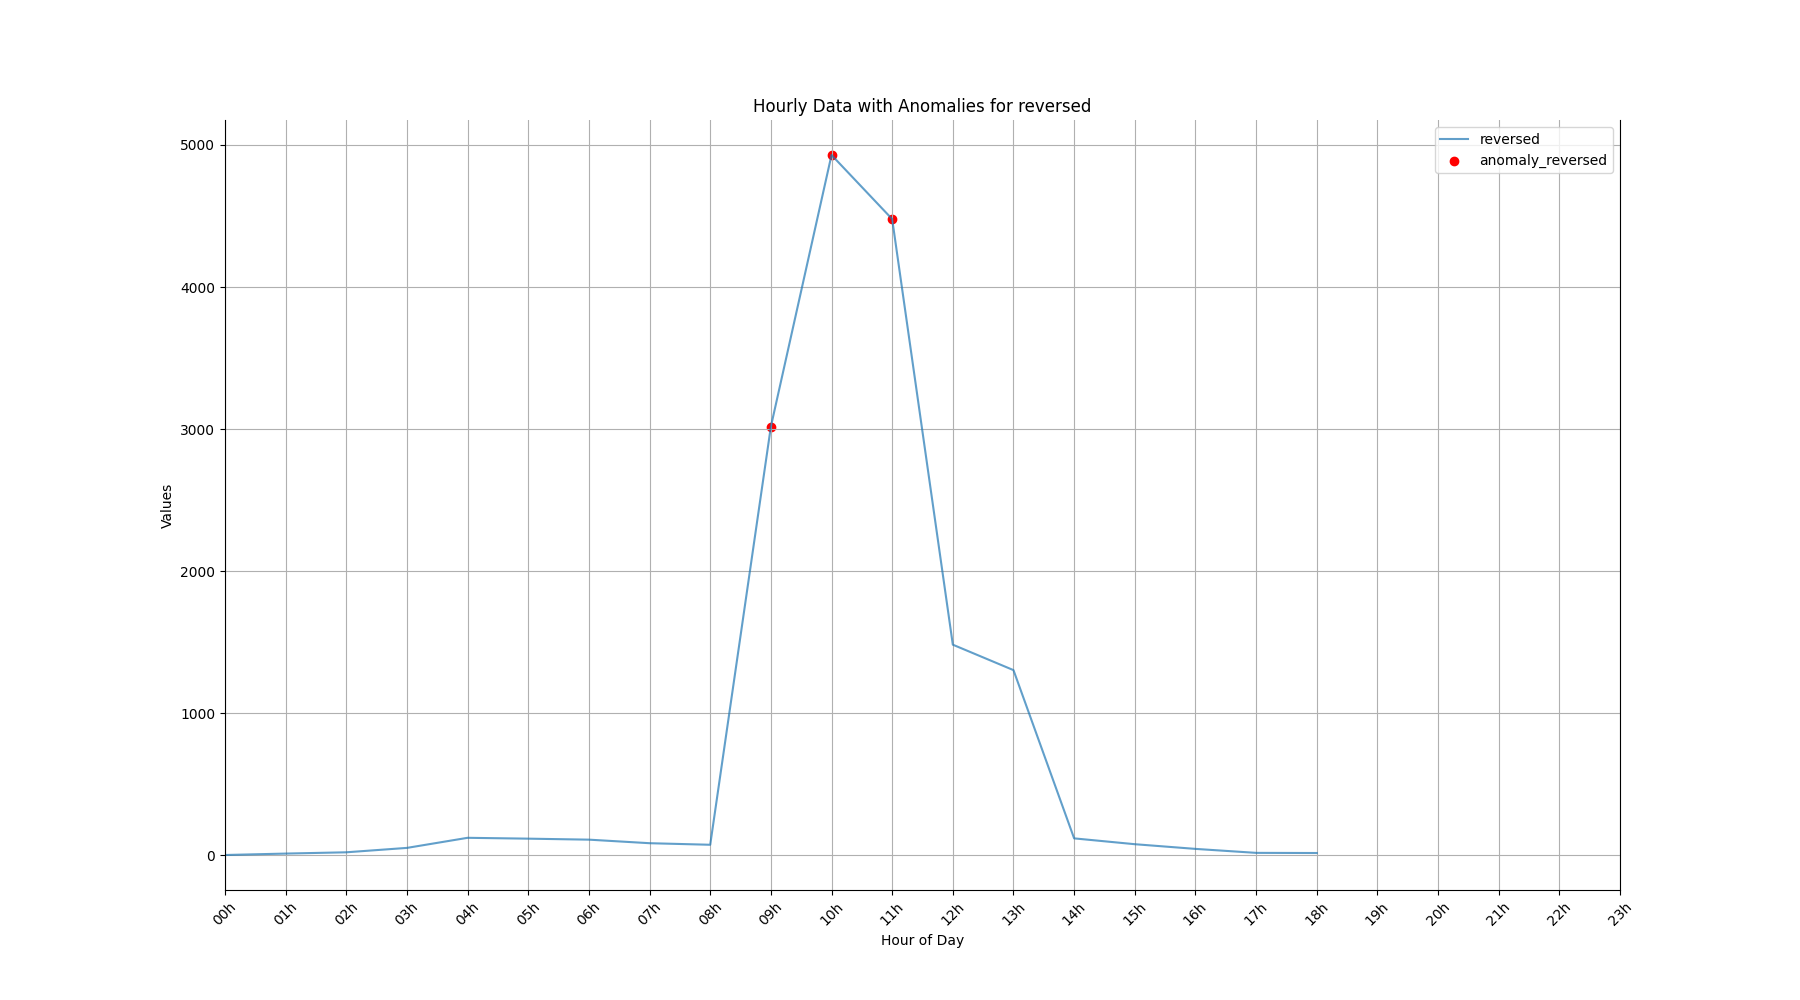 Hourly Data with Anomalies for reversed
reversed
anomaly_reversed
5000
4000
3000
2000
1000
0
Values
00h 01h 02h 03h 04h 05h 06h 07h 08h 09h 10h 11h 12h 13h 14h 15h 16h 17h 18h 19h 20h 21h 22h 23h
Hour of Day